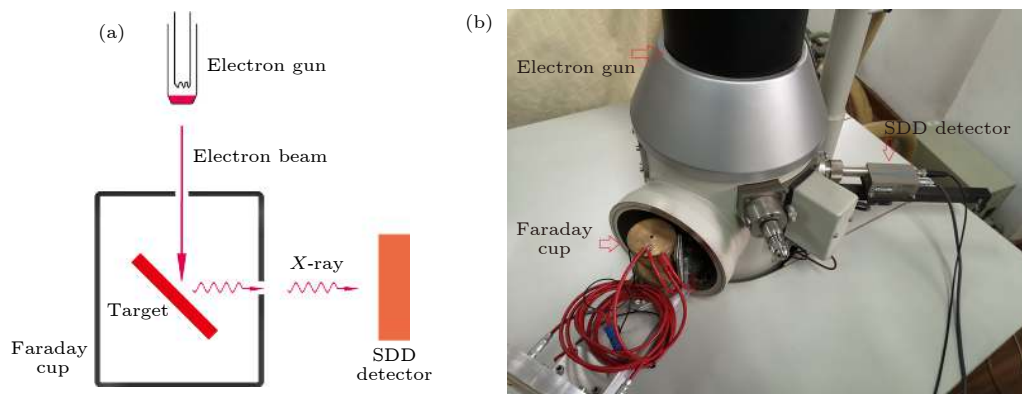 (a)
Electron gun
Electron beam
X-ray
Target
Faraday
cup
SDD
detector
(b)
Electron gun
SDD detector
Faraday
cup